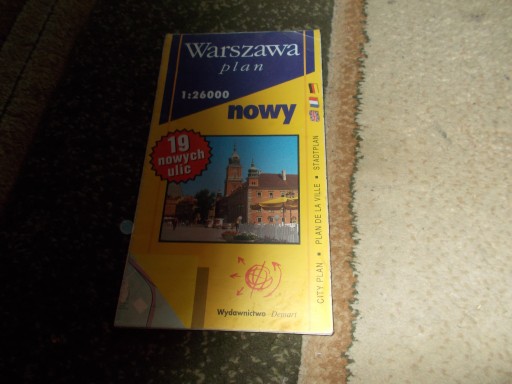 Warszawa
plan
1:26000
nowy
19
nowych
ulic
CITY PLAN ★ PLAN DE LA VILLE ★ STADTPLAN
Wydawnictwo Demart